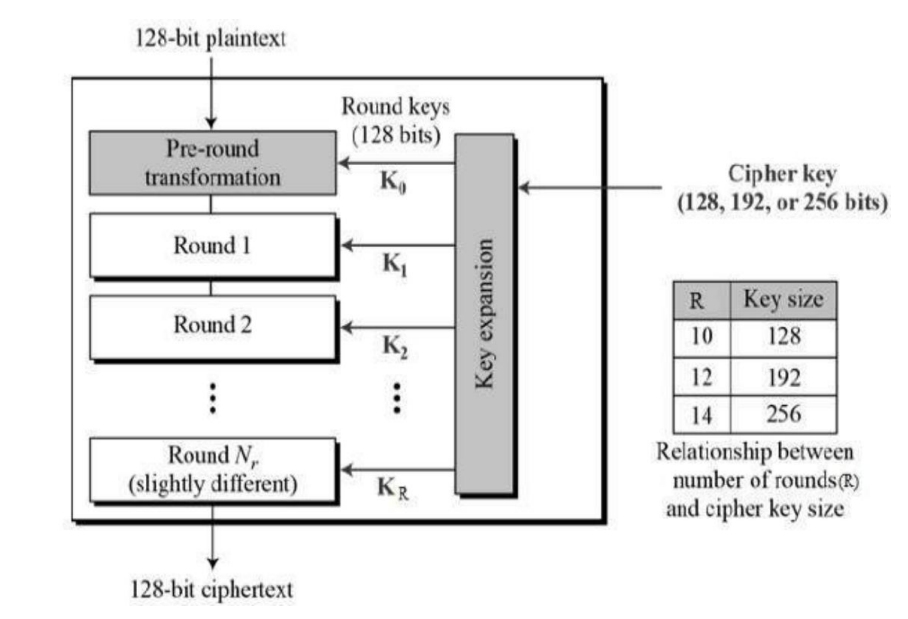 128-bit plaintext
Round keys
(128 bits)
Pre-round
transformation
K0
Cipher key
(128, 192, or 256 bits)
Round 1
K1
Key expansion
Round 2
K2
R Key size
10 128
12 192
14 256
Relationship between
number of rounds(R)
and cipher key size
Round Nr
(slightly different)
KR
128-bit ciphertext